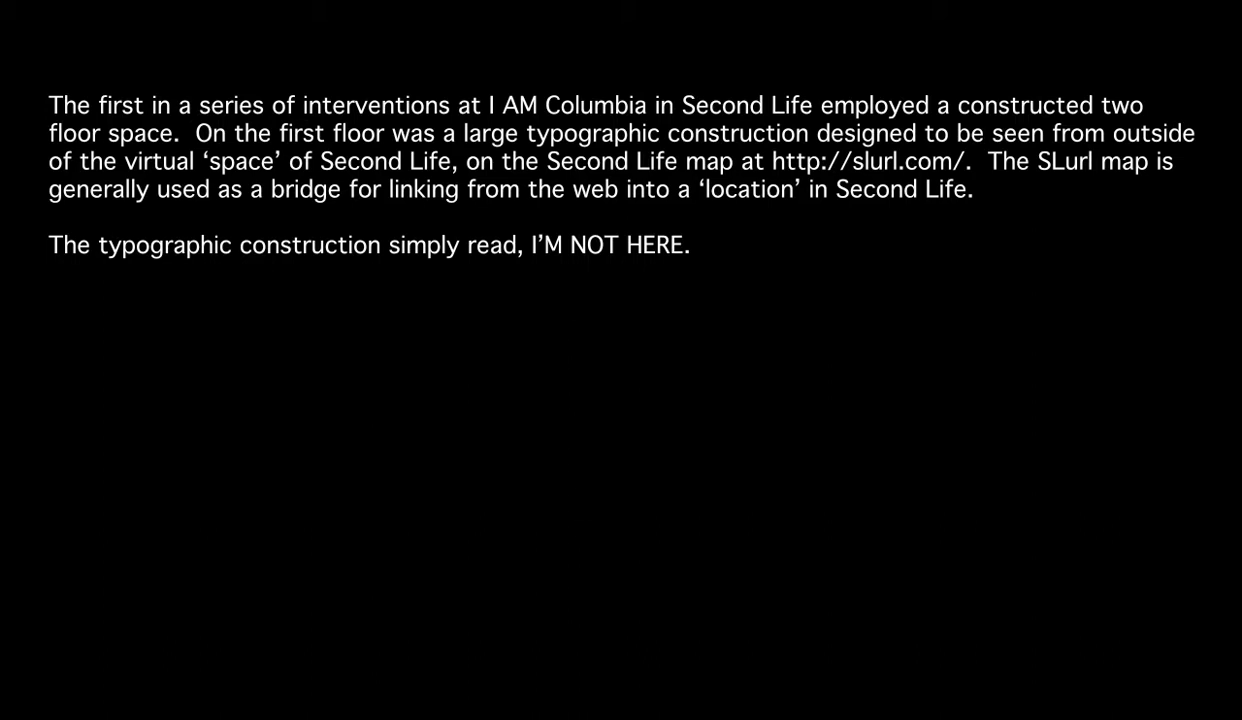 The first in a series of interventions at I AM Columbia in Second Life employed a constructed two
floor space.  On the first floor was a large typographic construction designed to be seen from outside
of the virtual ‘space’ of Second Life, on the Second Life map at http://slurl.com/.  The SLurl map is
generally used as a bridge for linking from the web into a ‘location’ in Second Life.
The typographic construction simply read, I’M NOT HERE.